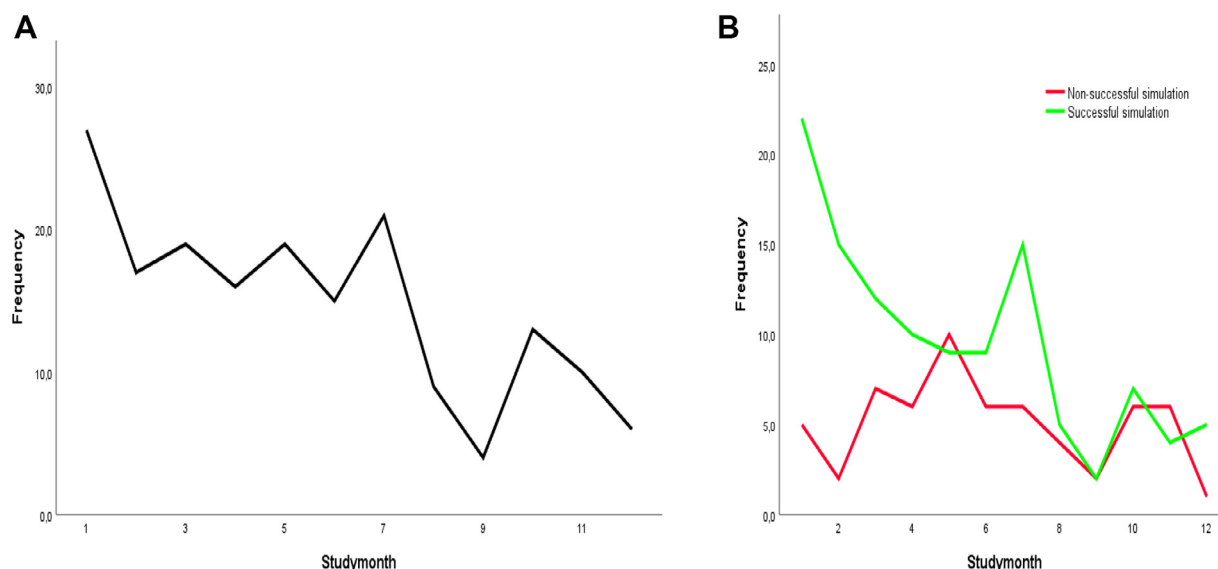 A
30,0
20,0
10,0
0,0
Frequency
1 3 5 7 9 11
Studymonth
B
25,0
20,0
15,0
10,0
5,0
0,0
Frequency
Non-successful simulation
Successful simulation
2 4 6 8 10 12
Studymonth